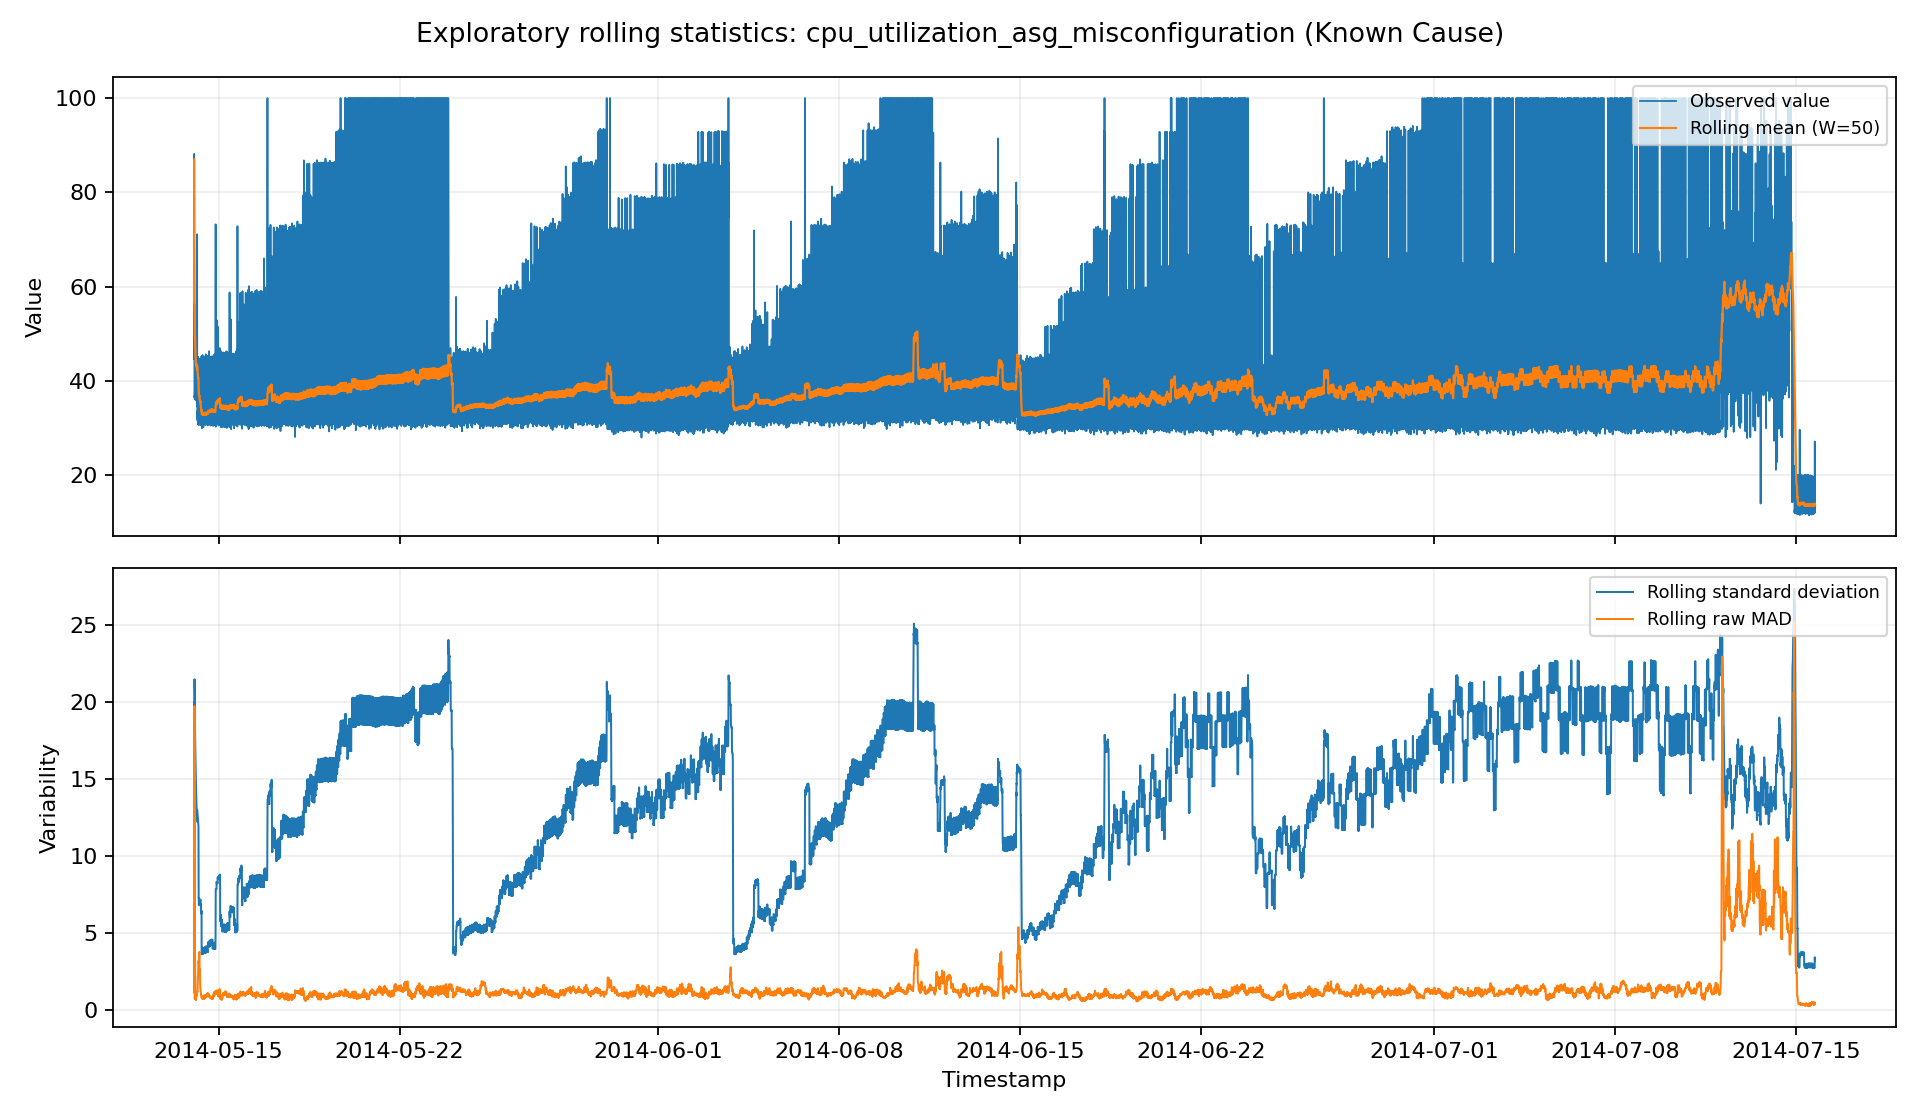 Exploratory rolling statistics: cpu_utilization_asg_misconfiguration (Known Cause)
100
80
60
40
20
Value
Observed value
Rolling mean (W=50)
25
20
15
10
5
0
Variability
Rolling standard deviation
Rolling raw MAD
2014-05-15 2014-05-22 2014-06-01 2014-06-08 2014-06-15 2014-06-22 2014-07-01 2014-07-08 2014-07-15
Timestamp